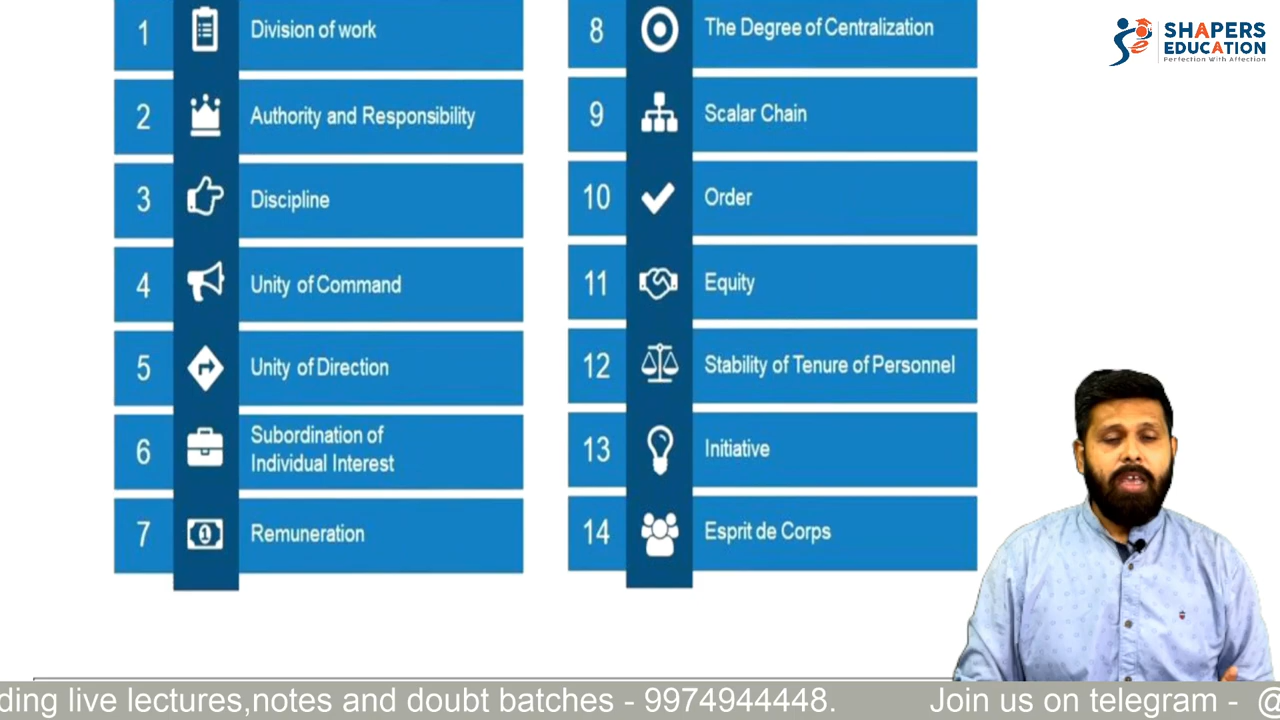 1 Division of work
2 Authority and Responsibility
3 Discipline
4 Unity of Command
5 Unity of Direction
6 Subordination of
Individual Interest
7 Remuneration
8 The Degree of Centralization
9 Scalar Chain
10 Order
11 Equity
12 Stability of Tenure of Personnel
13 Initiative
14 Esprit de Corps
SHAPERS
EDUCATION
Perfection With Affection
ding live lectures,notes and doubt batches - 9974944448. Join us on telegram - @